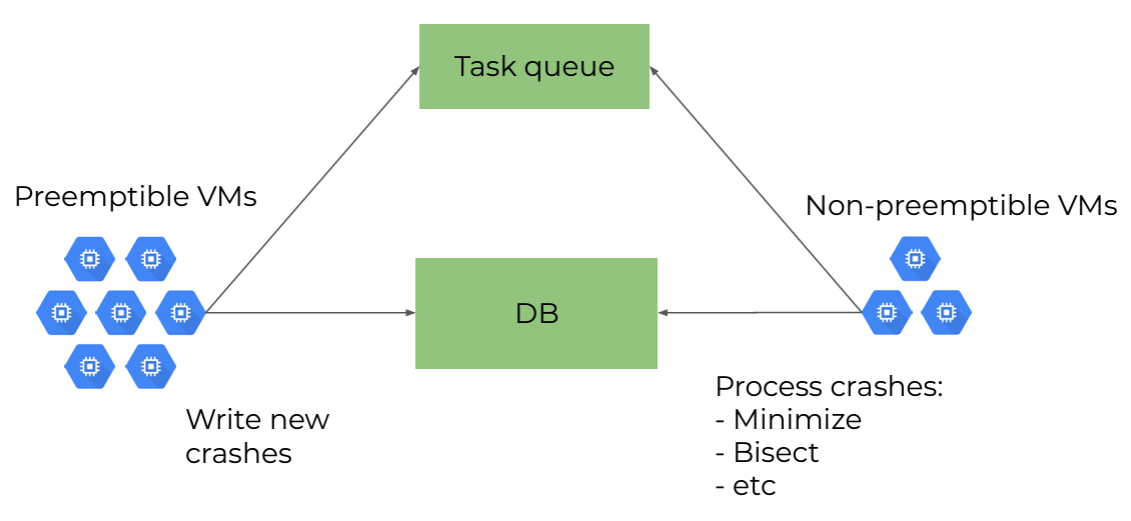 Task queue
Preemptible VMs
Non-preemptible VMs
DB
Write new
crashes
Process crashes:
- Minimize
- Bisect
- etc